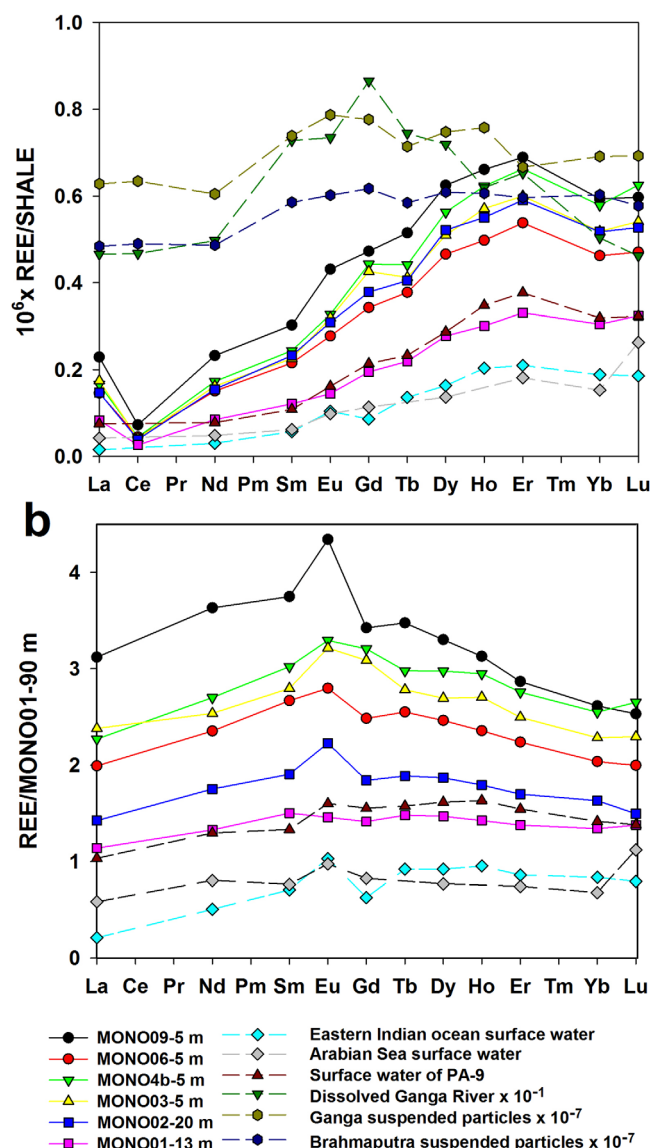 1.0
0.8
0.6
0.4
0.2
0.0
10⁶x REE/SHALE
La Ce Pr Nd Pm Sm Eu Gd Tb Dy Ho Er Tm Yb Lu
b
4
3
2
1
0
REE/MONO01-90 m
La Ce Pr Nd Pm Sm Eu Gd Tb Dy Ho Er Tm Yb Lu
MONO09-5 m
MONO06-5 m
MONO4b-5 m
MONO03-5 m
MONO02-20 m
MONO01-13 m
Eastern Indian ocean surface water
Arabian Sea surface water
Surface water of PA-9
Dissolved Ganga River x 10⁻¹
Ganga suspended particles x 10⁻⁷
Brahmaputra suspended particles x 10⁻⁷